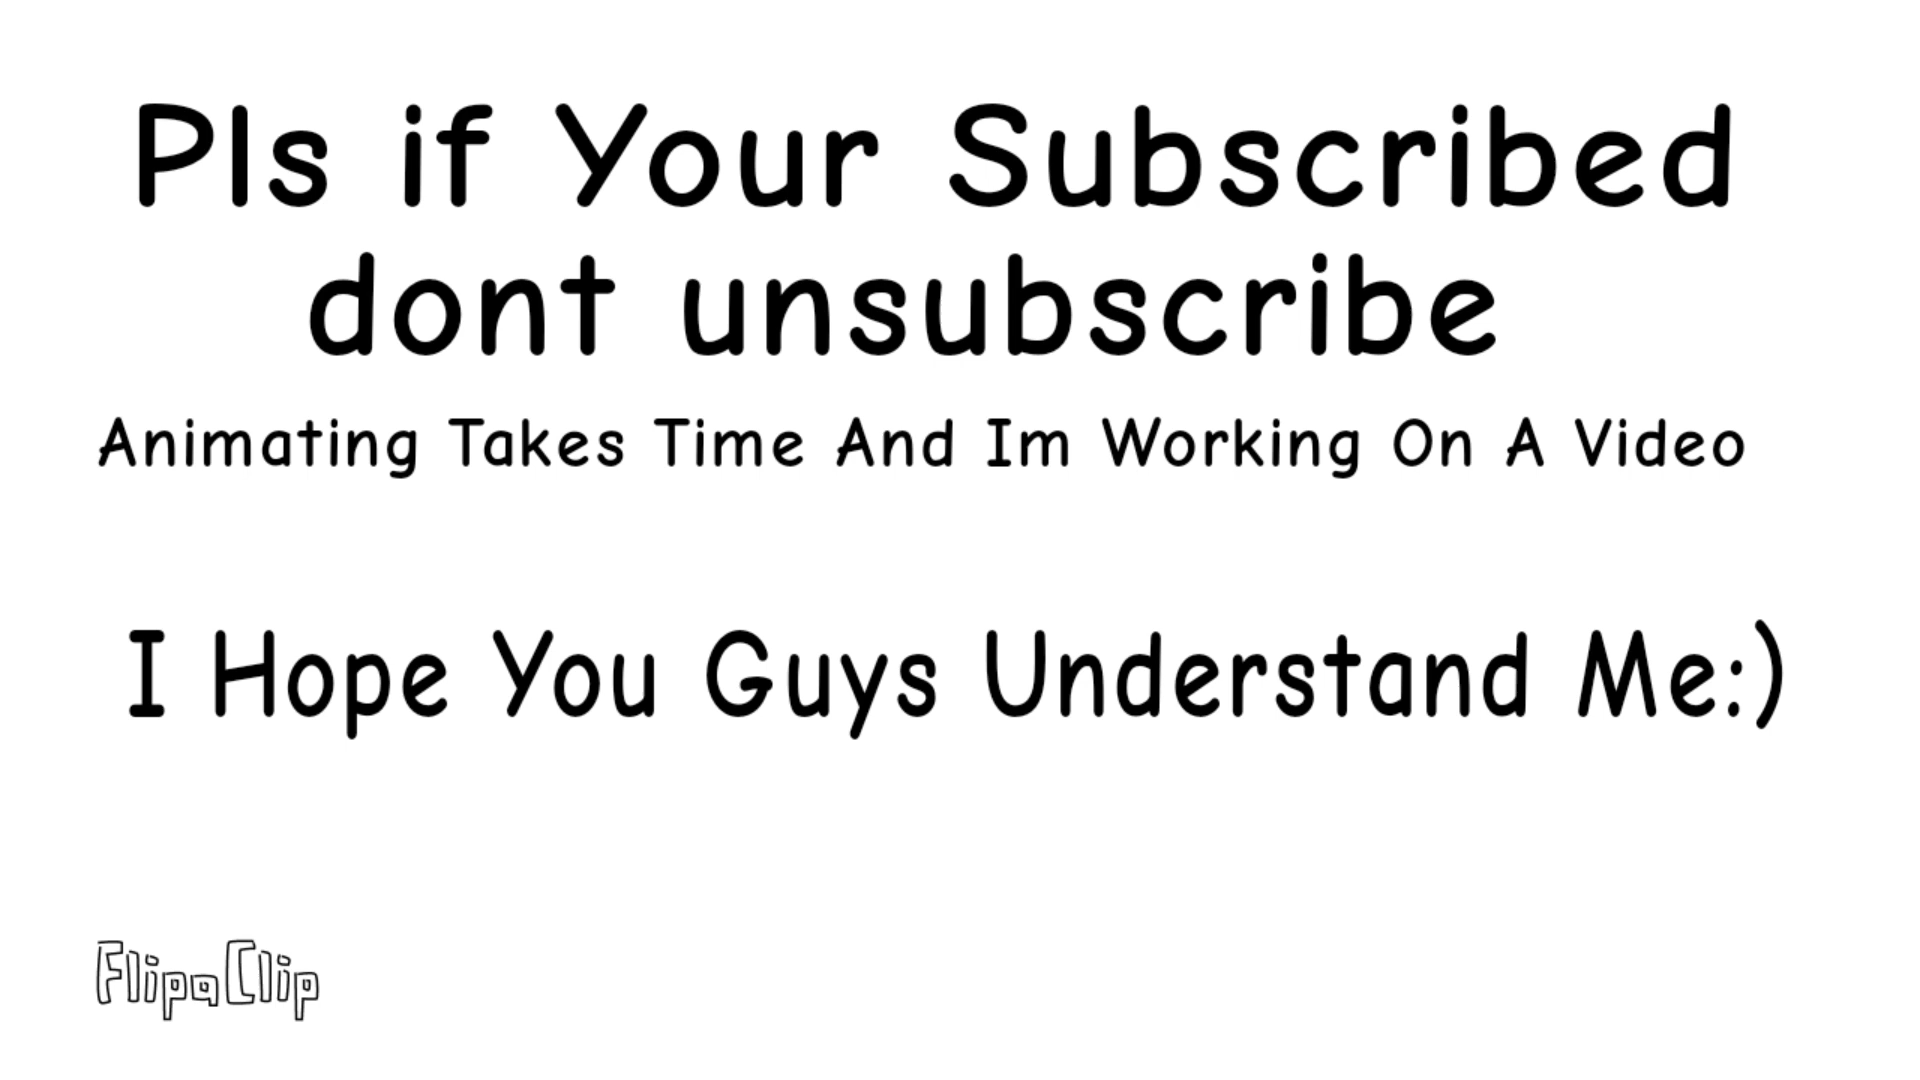 Pls if Your Subscribed
dont unsubscribe
Animating Takes Time And Im Working On A Video
I Hope You Guys Understand Me:)
FlipaClip